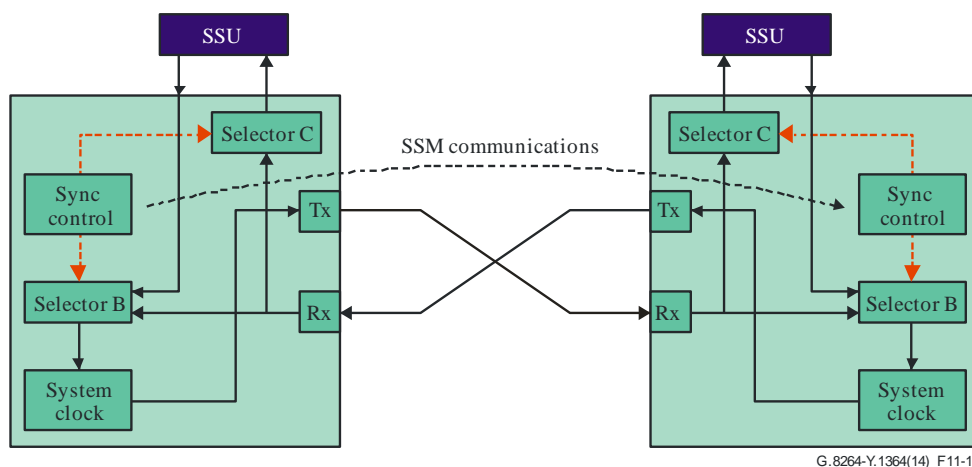 SSU
SSU
Selector C
Selector C
SSM communications
Sync
control
Sync
control
Tx
Tx
Selector B
Selector B
Rx
Rx
System
clock
System
clock
G.8264-Y.1364(14)_F11-1